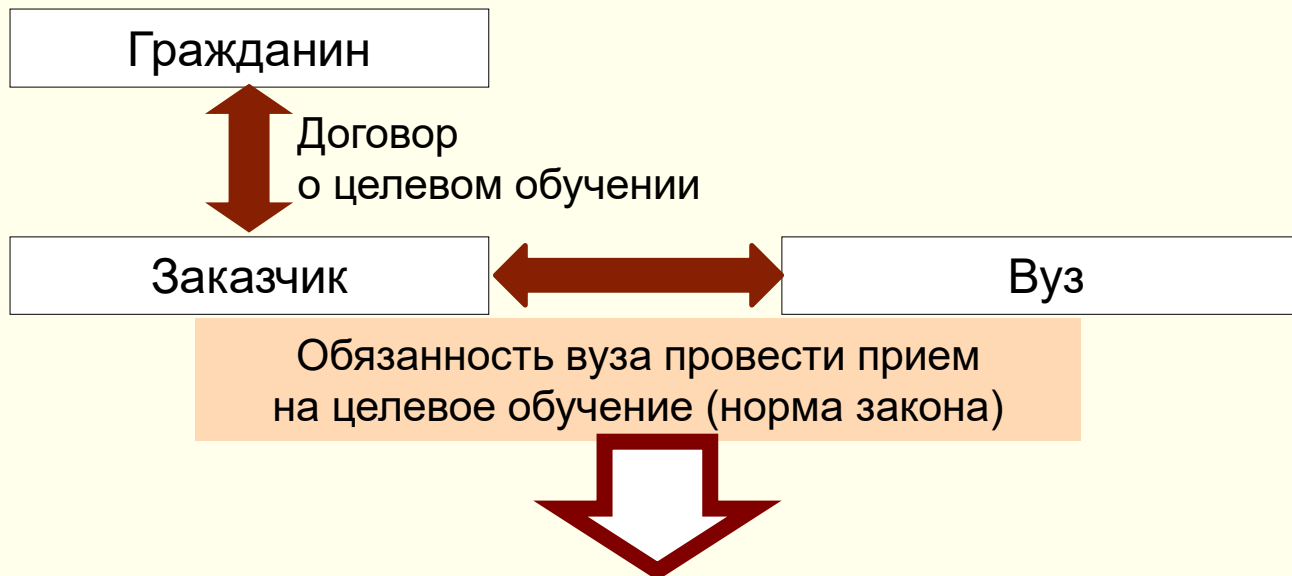 Гражданин
Договор
о целевом обучении
Заказчик
Вуз
Обязанность вуза провести прием
на целевое обучение (норма закона)